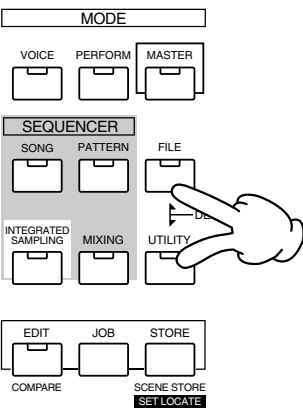 MODE
VOICE PERFORM MASTER
SEQUENCER
SONG PATTERN FILE
INTEGRATED
SAMPLING MIXING UTILITY
EDIT JOB STORE
COMPARE SCENE STORE
SET LOCATE